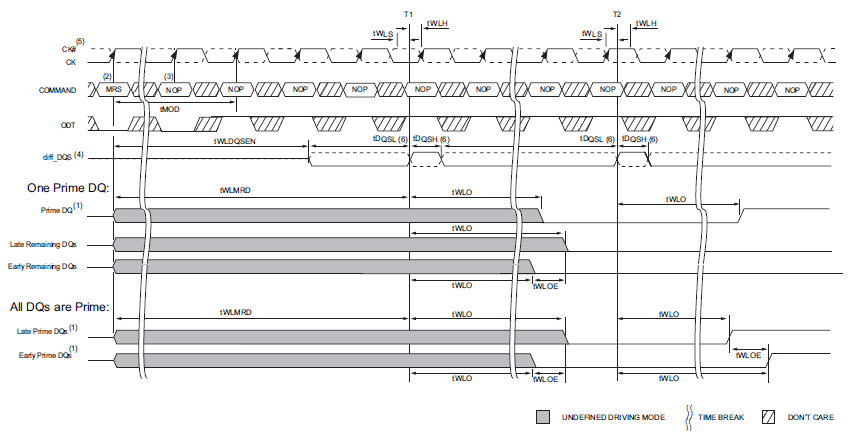 T1 T2
tWLH tWLH
tWLS tWLS
CK# (5)
CK
(2) (3)
COMMAND MRS NOP NOP NOP NOP NOP NOP NOP NOP NOP NOP
tMOD
ODT
tWLDQSEN tDQSL (6) tDQSH (6) tDQSL (6) tDQSH (6)
diff_DQS (4)
One Prime DQ:
tWLMRD tWLO tWLO
Prime DQ (1)
tWLO
Late Remaining DQs
Early Remaining DQs
tWLO tWLOE
All DQs are Prime:
tWLMRD tWLO tWLO
Late Prime DQs (1)
Early Prime DQs (1)
tWLOE
tWLO tWLOE tWLO
UNDEFINED DRIVING MODE TIME BREAK DON'T CARE